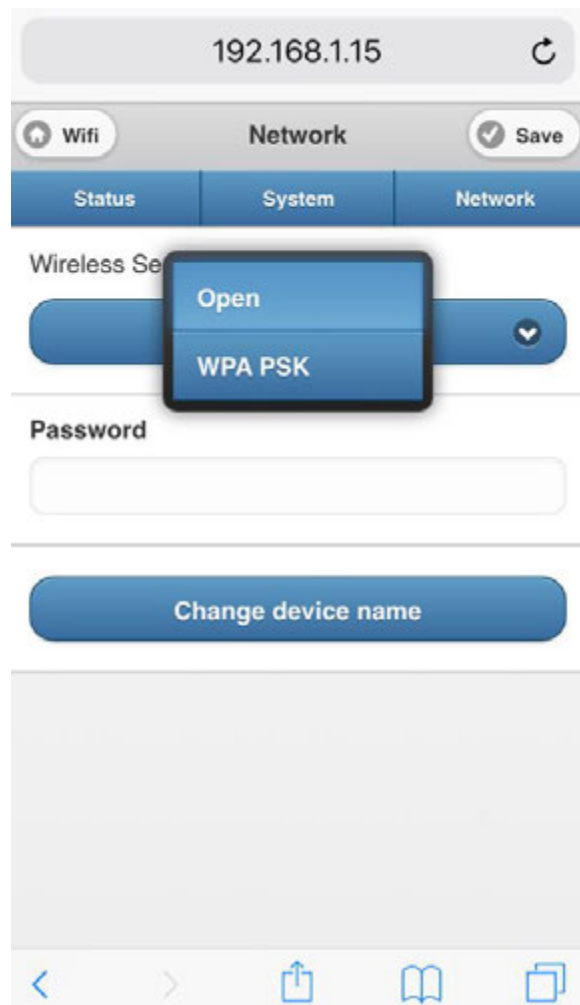 192.168.1.15
Wifi Network Save
Status System Network
Wireless Se
Open
WPA PSK
Password
Change device name